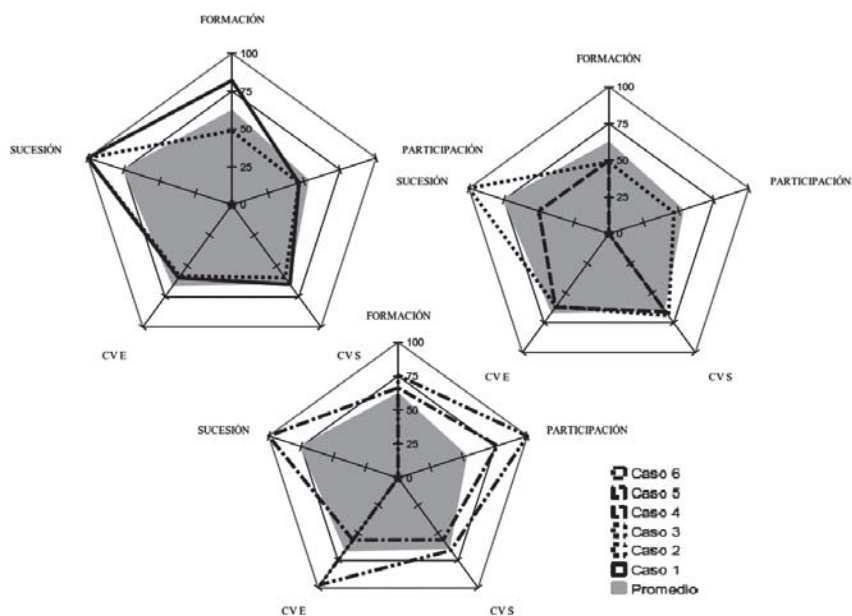 FORMACIÓN
100
75
50
25
0
SUCESIÓN
PARTICIPACIÓN
CV E
CV S
FORMACIÓN
100
75
50
25
0
SUCESIÓN
PARTICIPACIÓN
CV E
CV S
FORMACIÓN
100
75
50
25
0
SUCESIÓN
PARTICIPACIÓN
CV E
CV S
Caso 6
Caso 5
Caso 4
Caso 3
Caso 2
Caso 1
Promedio